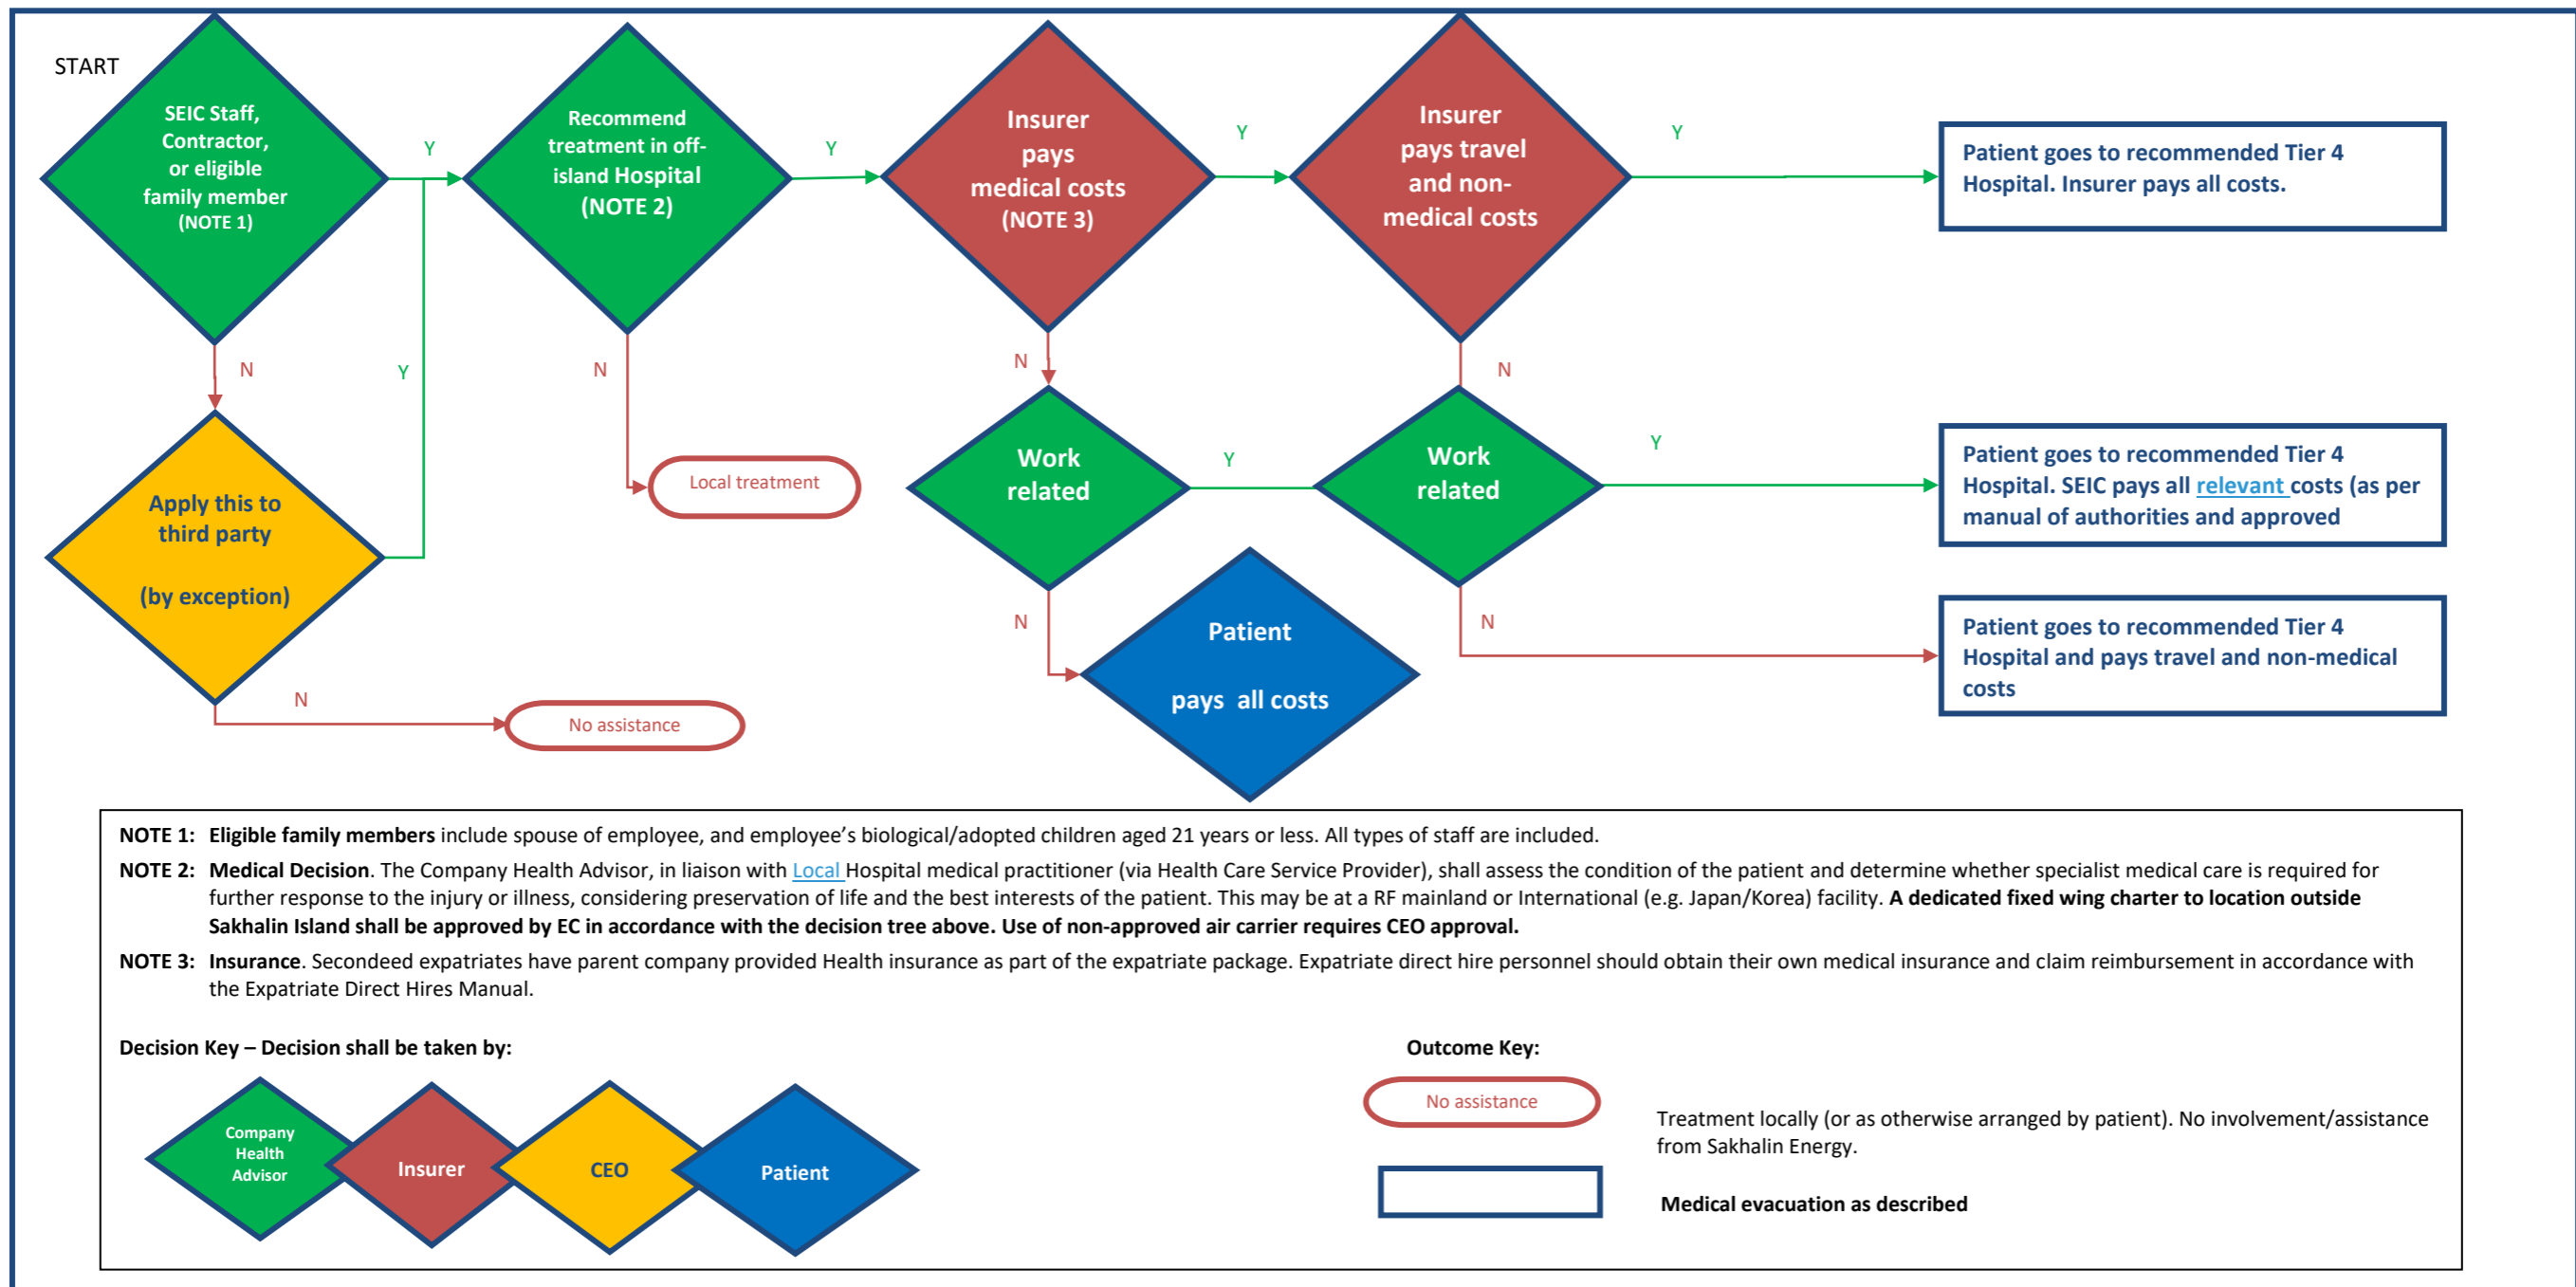 START
SEIC Staff,
Contractor,
or eligible
family member
(NOTE 1)
Y
Recommend
treatment in off-
island Hospital
(NOTE 2)
Y
Insurer
pays
medical costs
(NOTE 3)
Y
Insurer
pays travel
and non-
medical costs
Y
Patient goes to recommended Tier 4
Hospital. Insurer pays all costs.
N
Y
N
N
N
Apply this to
third party
(by exception)
Local treatment
Work
related
Y
Work
related
Y
Patient goes to recommended Tier 4
Hospital. SEIC pays all relevant costs (as per
manual of authorities and approved
N
No assistance
N
Patient
pays all costs
N
Patient goes to recommended Tier 4
Hospital and pays travel and non-medical
costs
NOTE 1: Eligible family members include spouse of employee, and employee’s biological/adopted children aged 21 years or less. All types of staff are included.
NOTE 2: Medical Decision. The Company Health Advisor, in liaison with Local Hospital medical practitioner (via Health Care Service Provider), shall assess the condition of the patient and determine whether specialist medical care is required for
further response to the injury or illness, considering preservation of life and the best interests of the patient. This may be at a RF mainland or International (e.g. Japan/Korea) facility. A dedicated fixed wing charter to location outside
Sakhalin Island shall be approved by EC in accordance with the decision tree above. Use of non-approved air carrier requires CEO approval.
NOTE 3: Insurance. Secondeed expatriates have parent company provided Health insurance as part of the expatriate package. Expatriate direct hire personnel should obtain their own medical insurance and claim reimbursement in accordance with
the Expatriate Direct Hires Manual.
Decision Key – Decision shall be taken by:
Company
Health
Advisor
Insurer
CEO
Patient
Outcome Key:
No assistance
Treatment locally (or as otherwise arranged by patient). No involvement/assistance
from Sakhalin Energy.
Medical evacuation as described